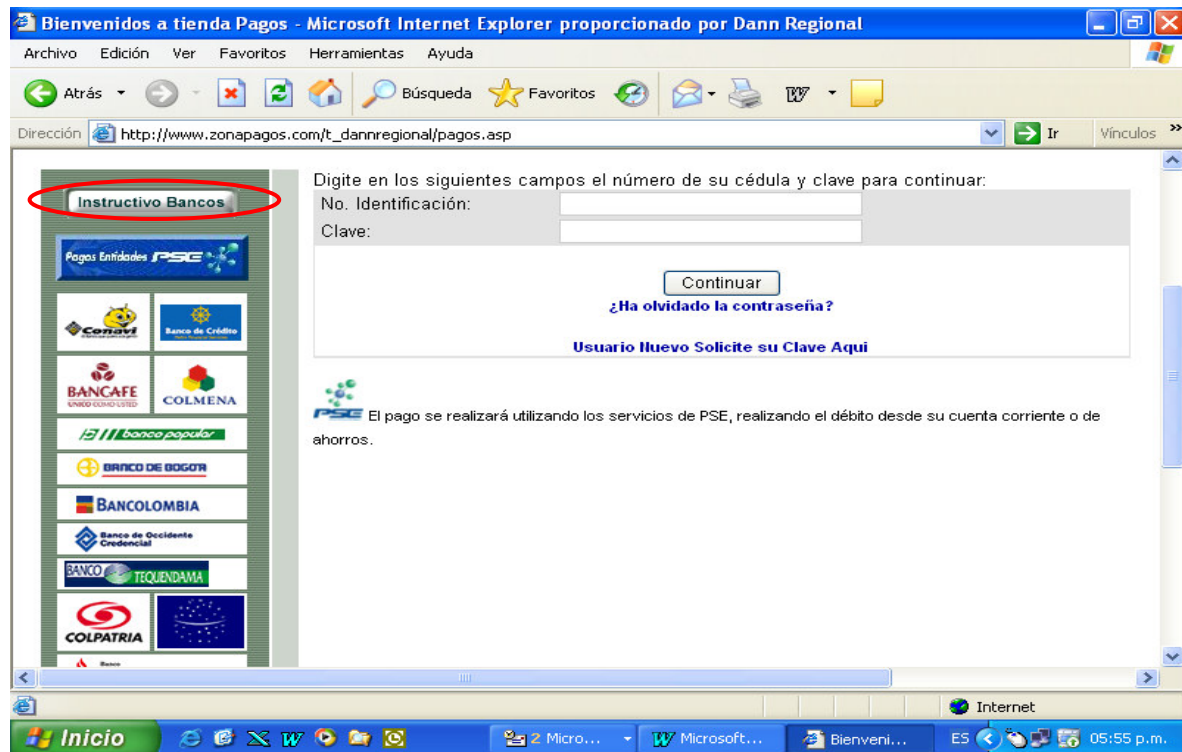 Bienvenidos a tienda Pagos - Microsoft Internet Explorer proporcionado por Dann Regional
Archivo Edición Ver Favoritos Herramientas Ayuda
Atrás Búsqueda Favoritos
Dirección http://www.zonapagos.com/t_dannregional/pagos.asp Ir Vínculos »
Instructivo Bancos
Pagos Entidades PSE
Conavi
Banco de Crédito
BANCAFE
UNICO COMO USTED
COLMENA
banco popular
BANCO DE BOGOTA
BANCOLOMBIA
Banco de Occidente
Credencial
BANCO TEQUENDAMA
COLPATRIA
Banco
Digite en los siguientes campos el número de su cédula y clave para continuar:
No. Identificación:
Clave:
Continuar
¿Ha olvidado la contraseña?
Usuario Nuevo Solicite su Clave Aqui
PSE El pago se realizará utilizando los servicios de PSE, realizando el débito desde su cuenta corriente o de
ahorros.
Internet
Inicio 2 Micro... Microsoft... Bienveni... ES 05:55 p.m.